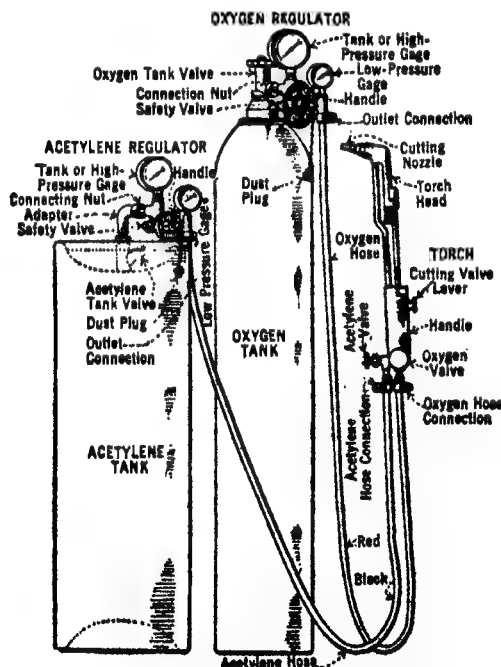 OXYGEN REGULATOR
Tank or High-
Pressure Gage
Oxygen Tank Valve
Low-Pressure
Gage
Connection Nut
Safety Valve
Handle
Outlet Connection
ACETYLENE REGULATOR
Tank or High-
Pressure Gage
Handle
Connecting Nut
Adapter
Safety Valve
Low Pressure Gage
Dust
Plug
Cutting
Nozzle
Torch
Head
Oxygen
Hose
TORCH
Cutting Valve
Lever
Acetylene
Tank Valve
Dust Plug
Outlet
Connection
OXYGEN
TANK
Acetylene
Valve
Handle
Oxygen
Valve
Acetylene
Hose Connection
Oxygen Hose
Connection
ACETYLENE
TANK
Red
Black
Acetylene Hose